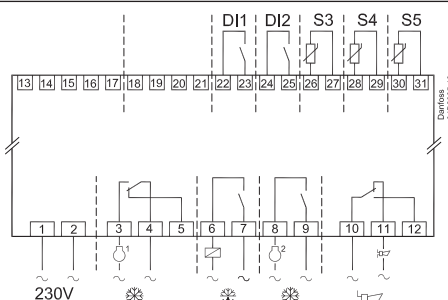 DI1 DI2 S3 S4 S5
13 14 15 16 17 18 19 20 21 22 23 24 25 26 27 28 29 30 31
Danfoss
1 2 3 4 5 6 7 8 9 10 11 12
1 2
230V